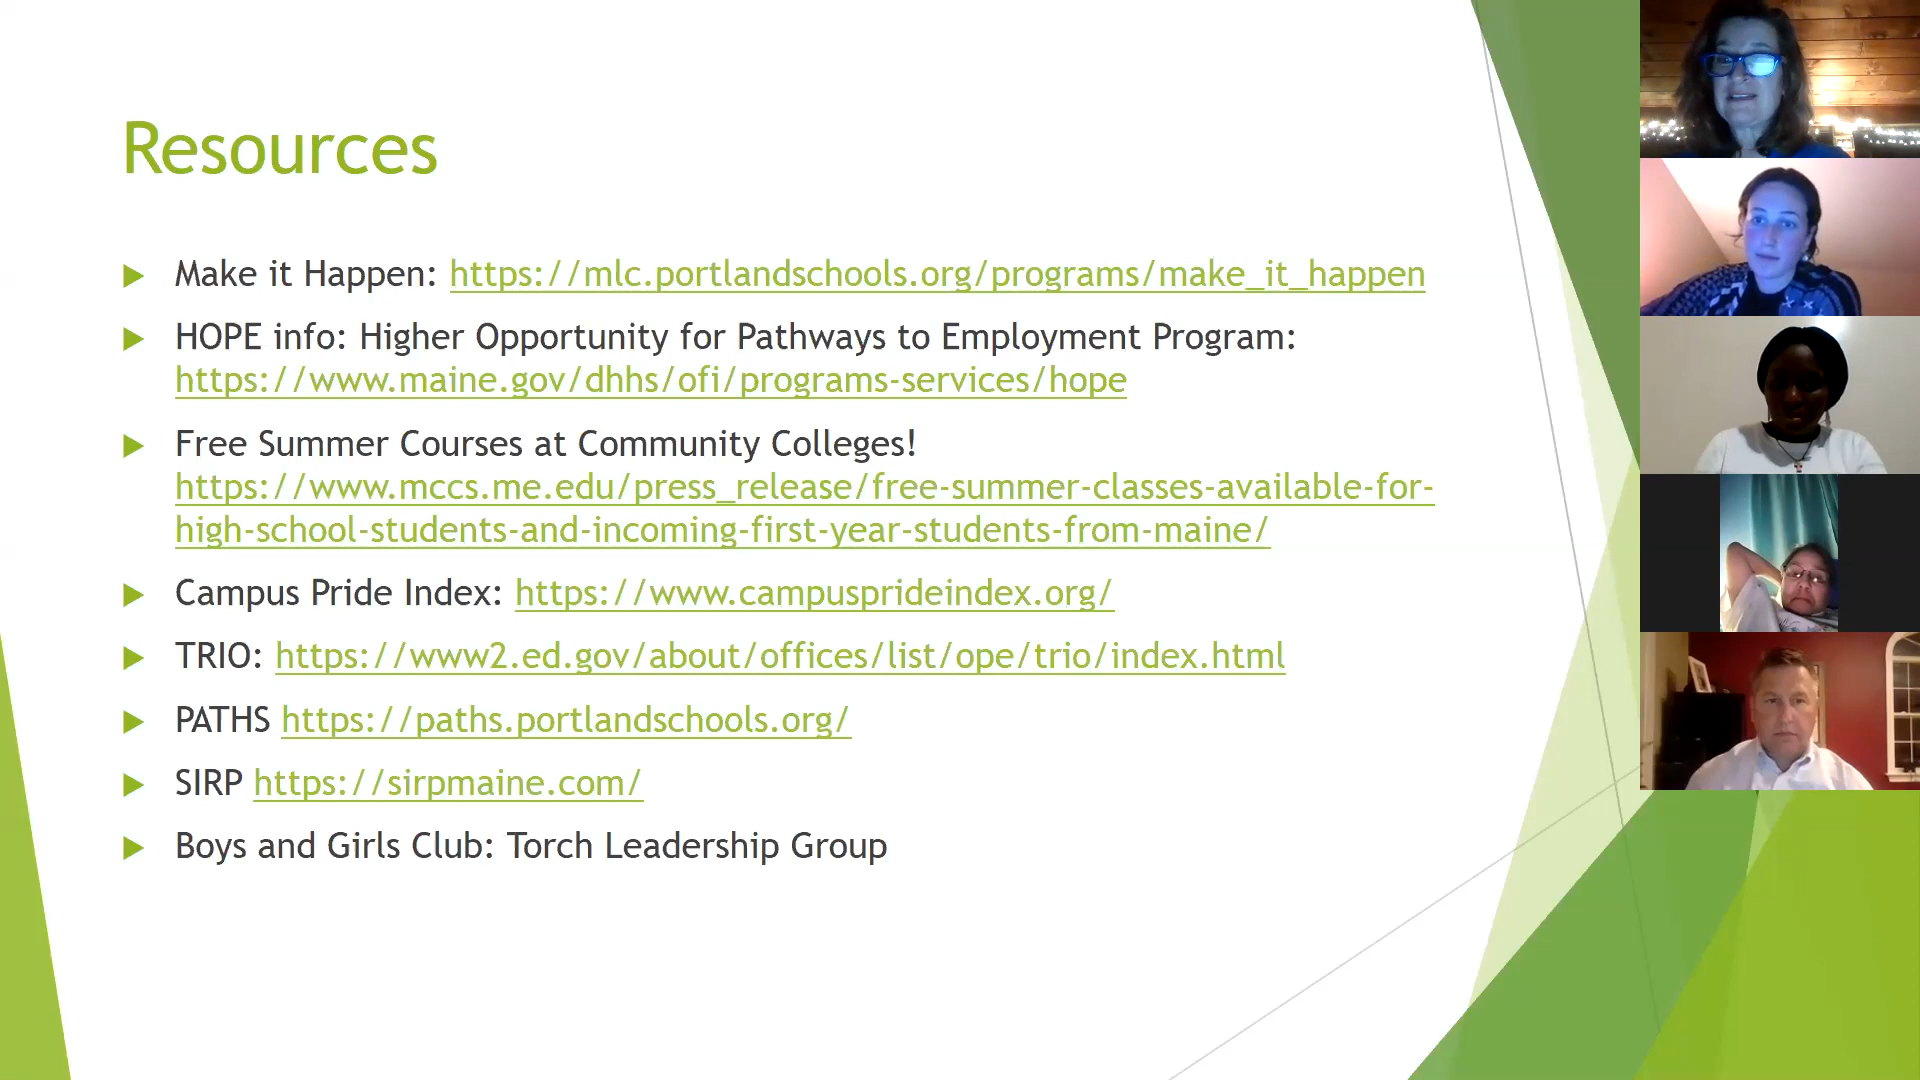 Resources
Make it Happen: https://mlc.portlandschools.org/programs/make_it_happen
HOPE info: Higher Opportunity for Pathways to Employment Program:
https://www.maine.gov/dhhs/ofi/programs-services/hope
Free Summer Courses at Community Colleges!
https://www.mccs.me.edu/press_release/free-summer-classes-available-for-
high-school-students-and-incoming-first-year-students-from-maine/
Campus Pride Index: https://www.campusprideindex.org/
TRIO: https://www2.ed.gov/about/offices/list/ope/trio/index.html
PATHS https://paths.portlandschools.org/
SIRP https://sirpmaine.com/
Boys and Girls Club: Torch Leadership Group